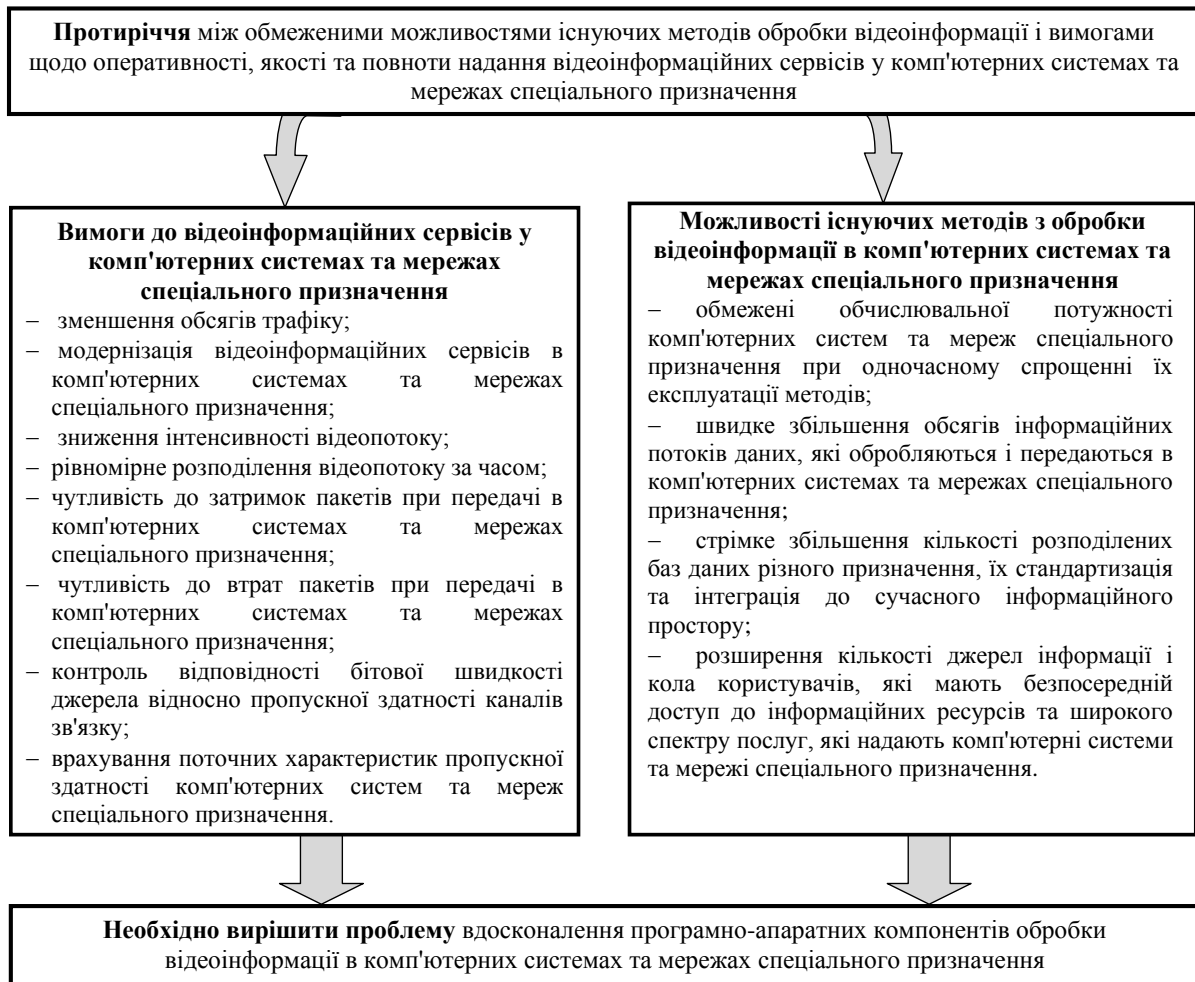 Протиріччя між обмеженими можливостями існуючих методів обробки відеоінформації і вимогами
щодо оперативності, якості та повноти надання відеоінформаційних сервісів у комп'ютерних системах та
мережах спеціального призначення
Вимоги до відеоінформаційних сервісів у
комп'ютерних системах та мережах
спеціального призначення
– зменшення обсягів трафіку;
– модернізація відеоінформаційних сервісів в
комп'ютерних системах та мережах
спеціального призначення;
– зниження інтенсивності відеопотоку;
– рівномірне розподілення відеопотоку за часом;
– чутливість до затримок пакетів при передачі в
комп'ютерних системах та мережах
спеціального призначення;
– чутливість до втрат пакетів при передачі в
комп'ютерних системах та мережах
спеціального призначення;
– контроль відповідності бітової швидкості
джерела відносно пропускної здатності каналів
зв'язку;
– врахування поточних характеристик пропускної
здатності комп'ютерних систем та мереж
спеціального призначення.
Можливості існуючих методів з обробки
відеоінформації в комп'ютерних системах та
мережах спеціального призначення
– обмежені обчислювальної потужності
комп'ютерних систем та мереж спеціального
призначення при одночасному спрощенні їх
експлуатації методів;
– швидке збільшення обсягів інформаційних
потоків даних, які обробляються і передаються в
комп'ютерних системах та мережах спеціального
призначення;
– стрімке збільшення кількості розподілених
баз даних різного призначення, їх стандартизація
та інтеграція до сучасного інформаційного
простору;
– розширення кількості джерел інформації і
кола користувачів, які мають безпосередній
доступ до інформаційних ресурсів та широкого
спектру послуг, які надають комп'ютерні системи
та мережі спеціального призначення.
Необхідно вирішити проблему вдосконалення програмно-апаратних компонентів обробки
відеоінформації в комп'ютерних системах та мережах спеціального призначення